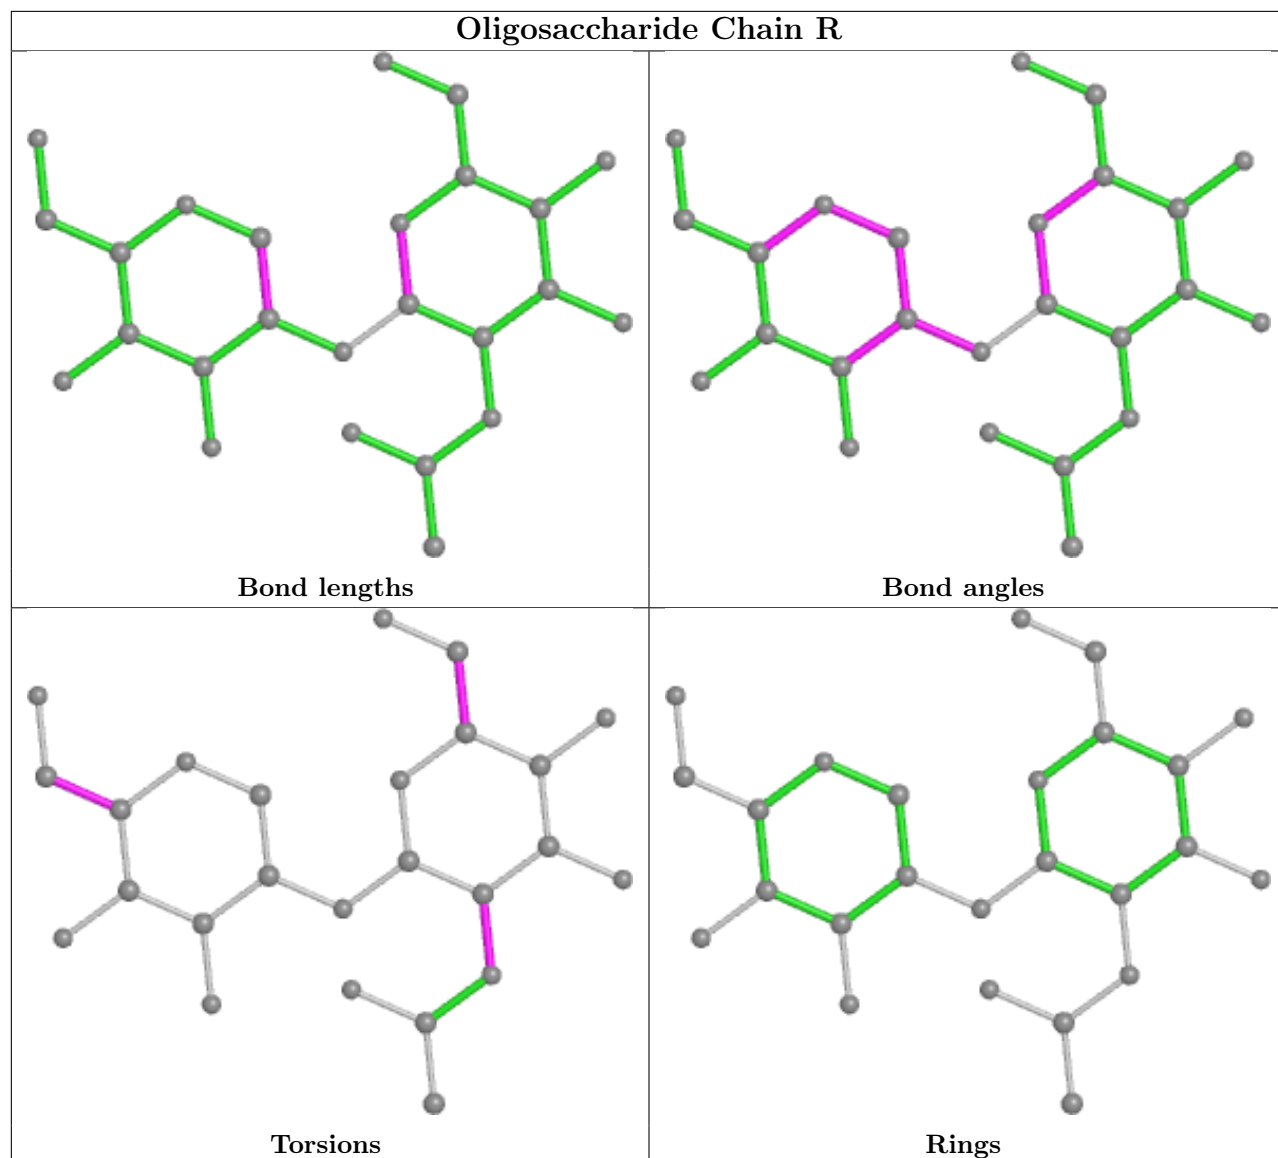 Oligosaccharide Chain R
Bond lengths
Bond angles
Torsions
Rings